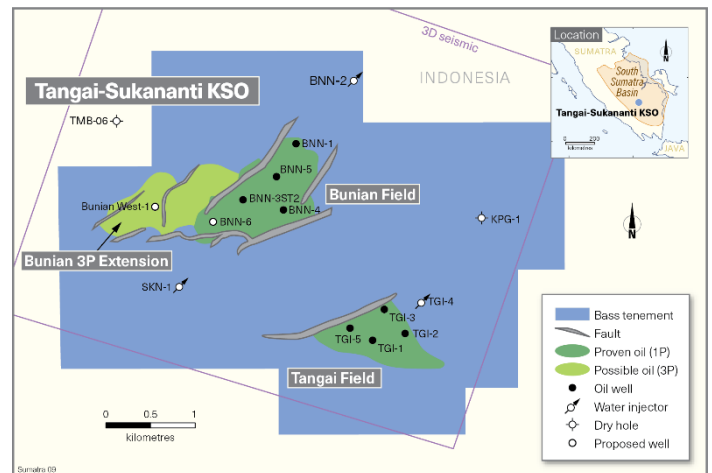 3D seismic
BNN-2
INDONESIA
Tangai-Sukananti KSO
TMB-06
BNN-1
BNN-5
Bunian Field
BNN-3ST2
BNN-4
Bunian West-1
BNN-6
KPG-1
Bunian 3P Extension
SKN-1
TGI-4
TGI-3
TGI-2
TGI-5
TGI-1
Tangai Field
0 0.5 1
kilometres
Sumatra 09
Location
SUMATRA
N
South
Sumatra
Basin
Tangai-Sukananti KSO
0 200
kilometres
JAVA
N
Bass tenement
Fault
Proven oil (1P)
Possible oil (3P)
Oil well
Water injector
Dry hole
Proposed well